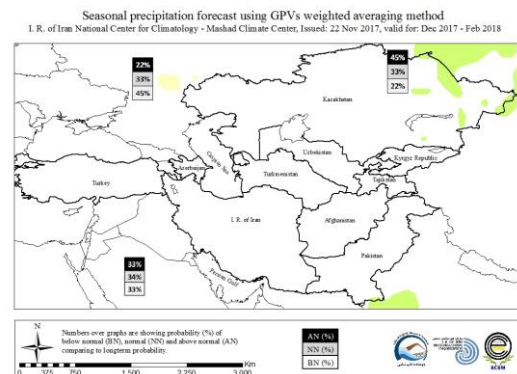 Seasonal precipitation forecast using GPVs weighted averaging method
I. R. of Iran National Center for Climatology - Mashad Climate Center, Issued: 22 Nov 2017, valid for: Dec 2017 - Feb 2018
22%
33%
45%
45%
33%
22%
Kazakhstan
Caspian Sea
Uzbekistan
Kyrgyz Republic
Azerbaijan
Turkmenistan
Tajikistan
Turkey
I. R. of Iran
Afghanistan
Pakistan
Persian Gulf
33%
34%
33%
N
Numbers over graphs are showing probability (%) of
below normal (BN), normal (NN) and above normal (AN)
comparing to longterm probability.
AN (%)
NN (%)
BN (%)
0 375 750 1,500 2,250 3,000 Km
ECEM